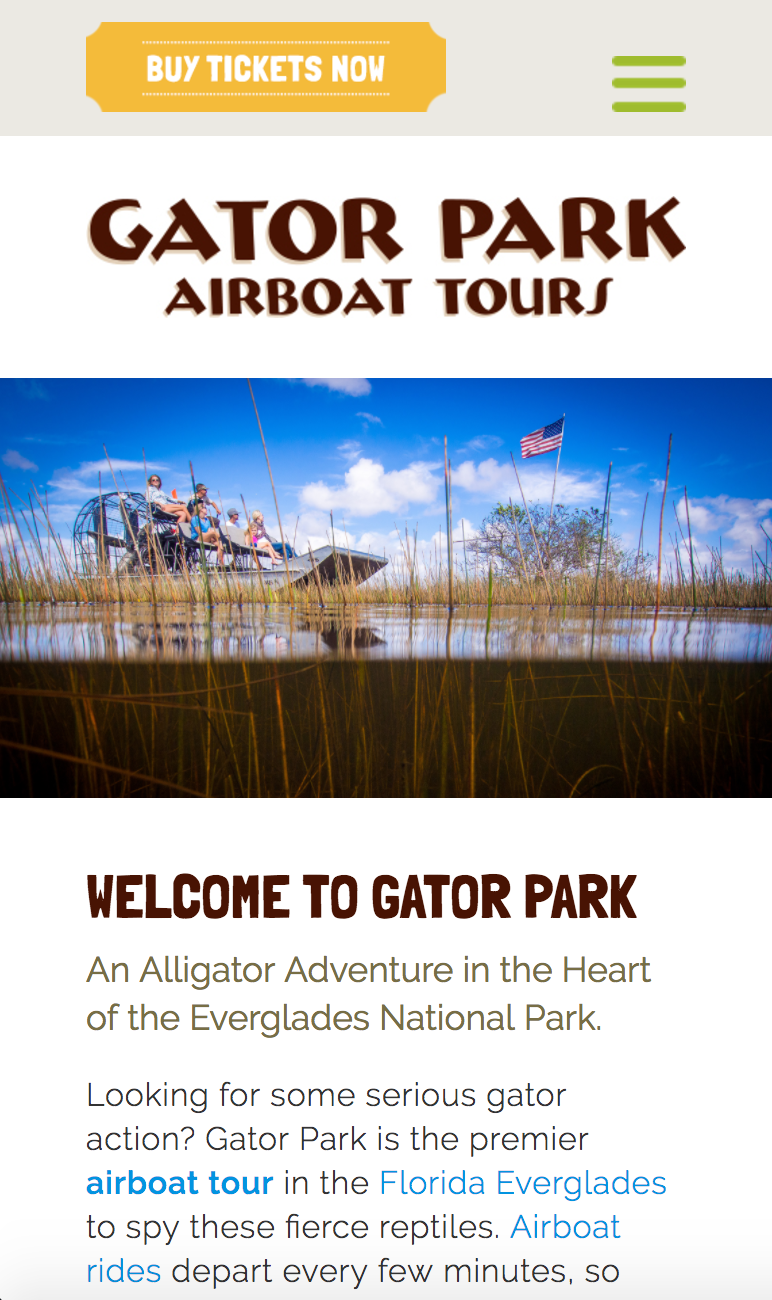 BUY TICKETS NOW
GATOR PARK
AIRBOAT TOURS
WELCOME TO GATOR PARK
An Alligator Adventure in the Heart
of the Everglades National Park.
Looking for some serious gator
action? Gator Park is the premier
airboat tour in the Florida Everglades
to spy these fierce reptiles. Airboat
rides depart every few minutes, so